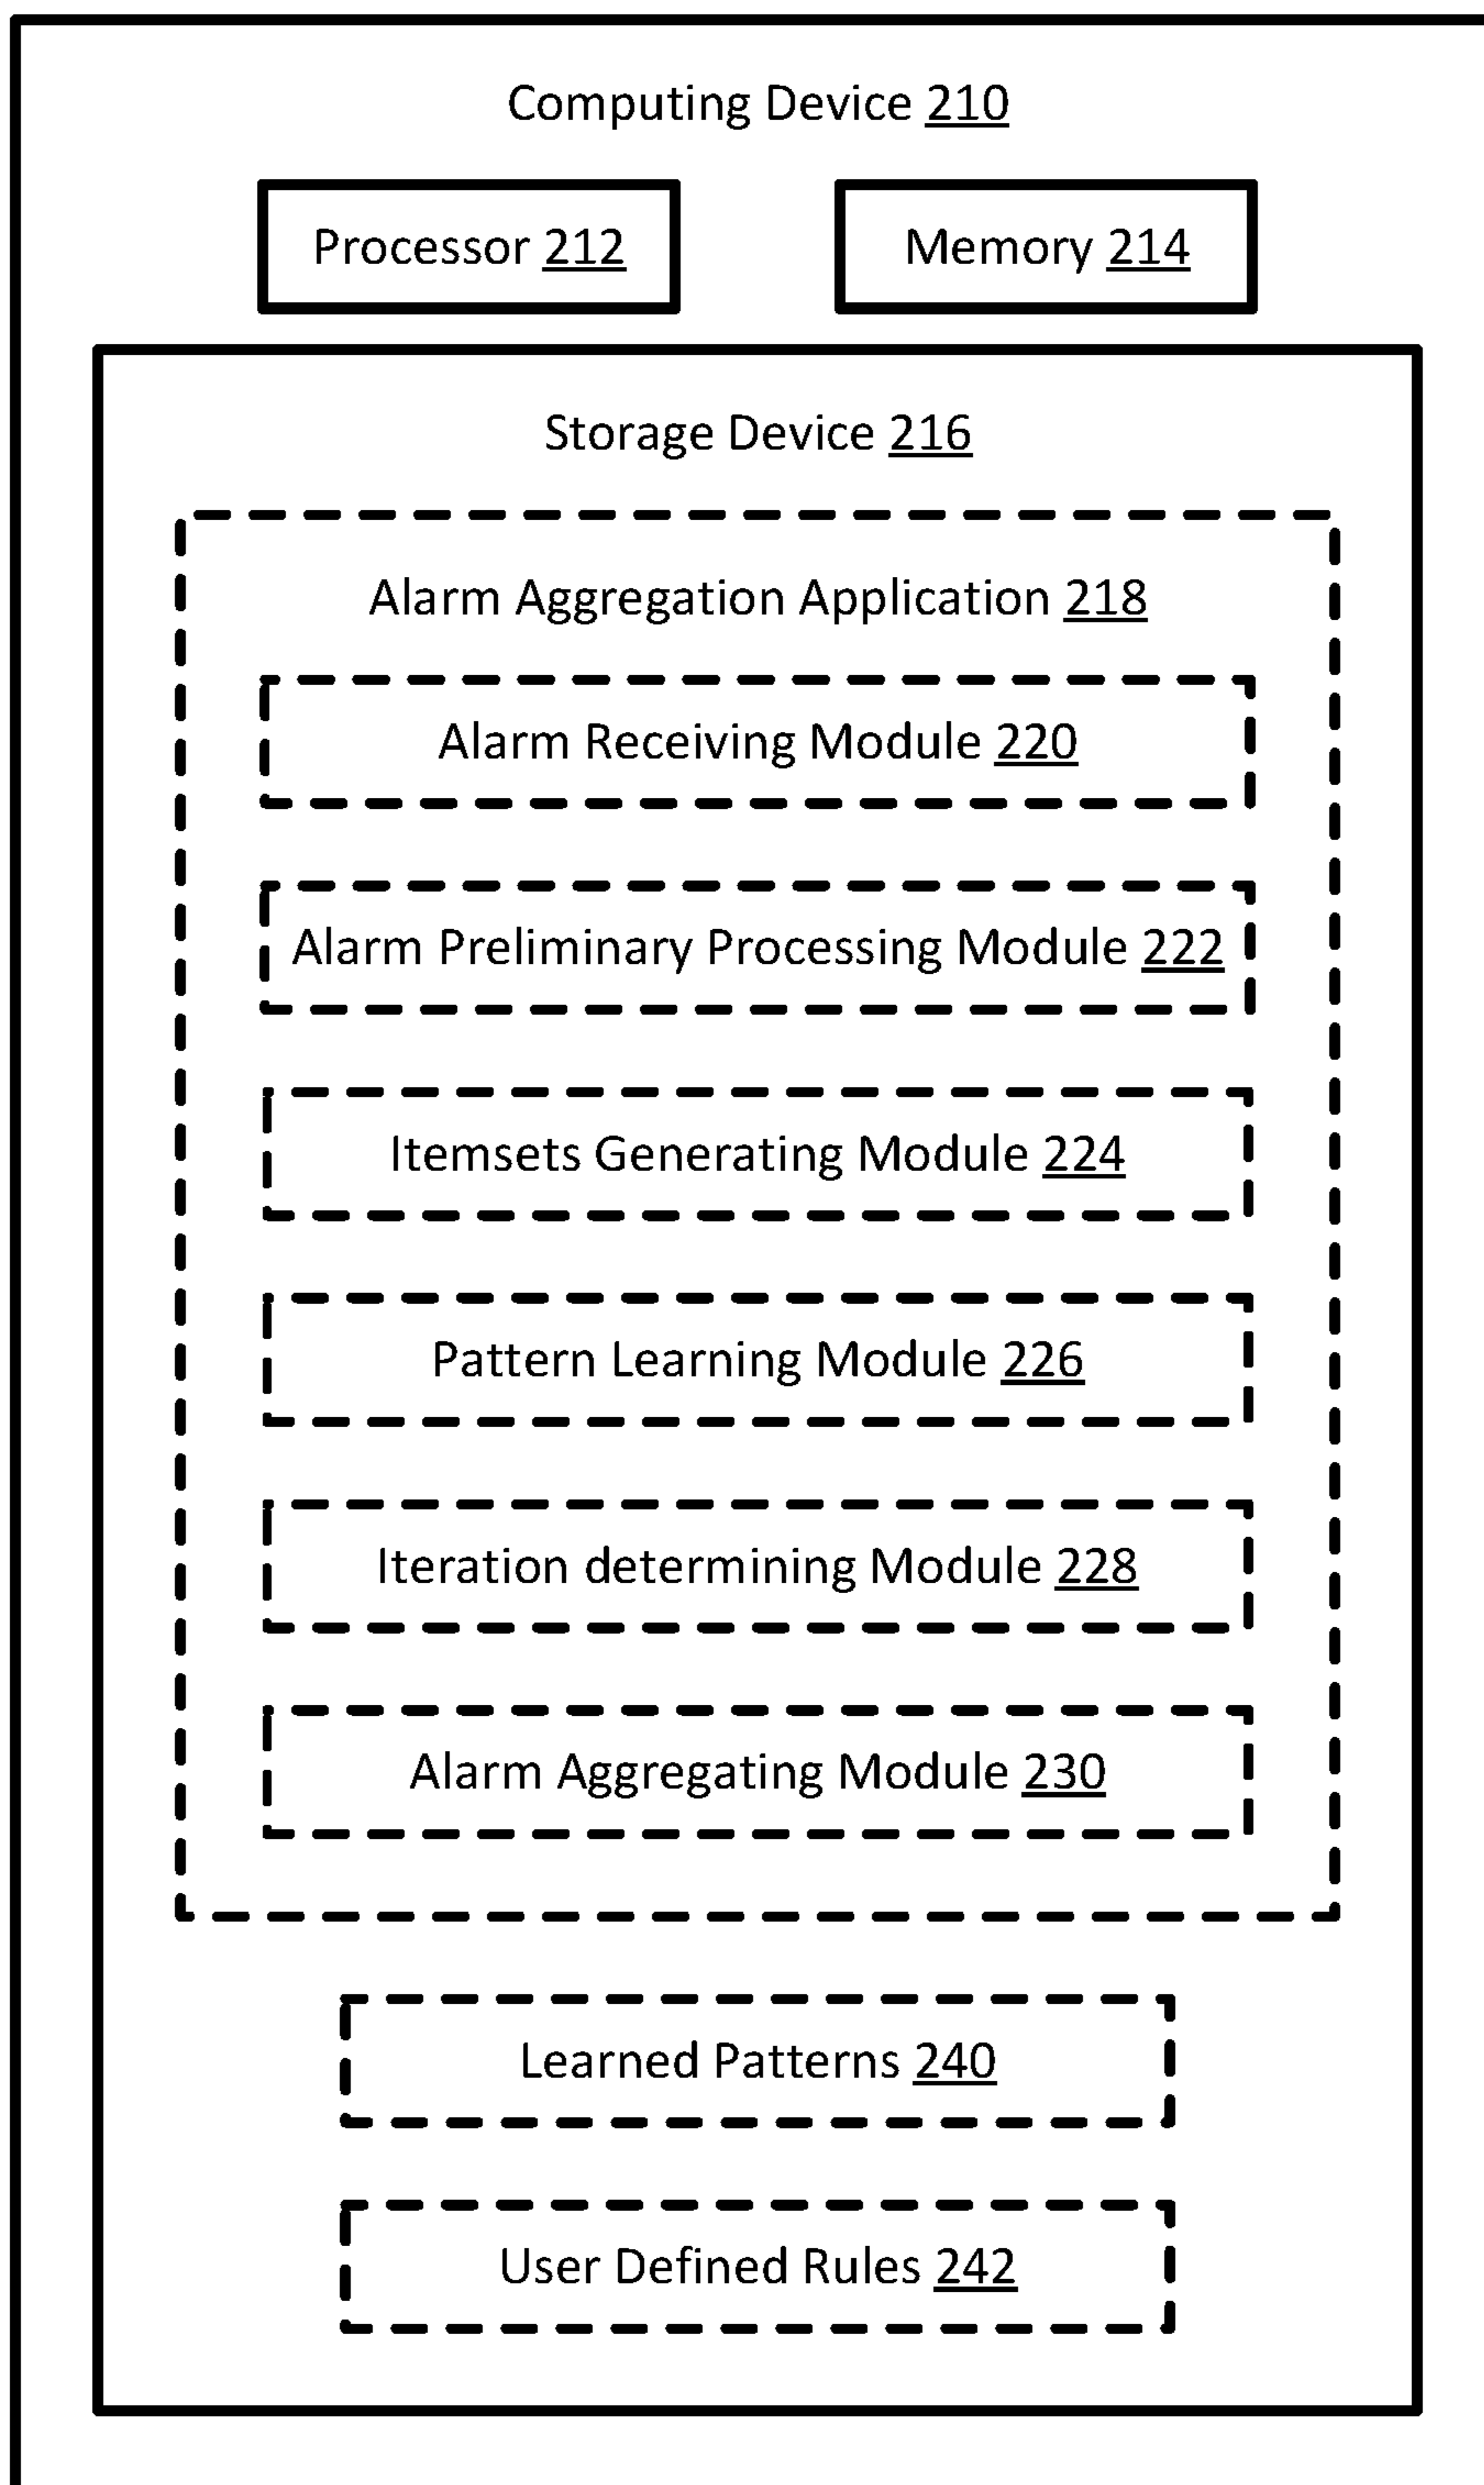 Computing Device 210
Processor 212
Memory 214
Storage Device 216
Alarm Aggregation Application 218
Alarm Receiving Module 220
Alarm Preliminary Processing Module 222
Itemsets Generating Module 224
Pattern Learning Module 226
Iteration determining Module 228
Alarm Aggregating Module 230
Learned Patterns 240
User Defined Rules 242